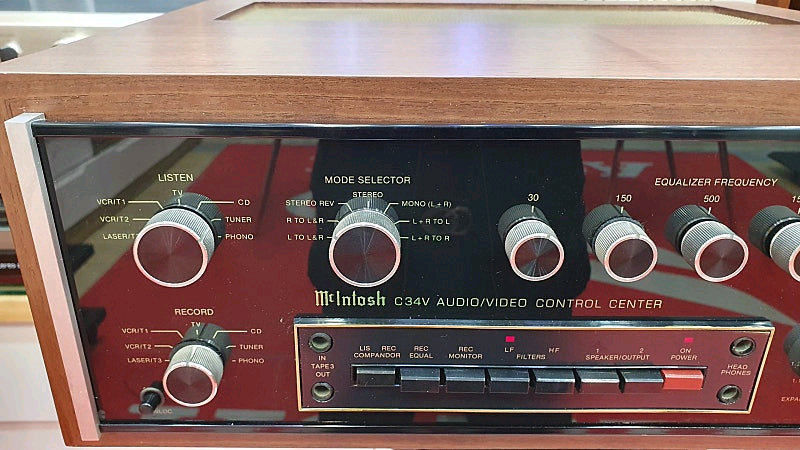 LISTEN
TV
VCR/T1
CD
VCR/T2
TUNER
LASER/T3
PHONO
MODE SELECTOR
STEREO
STEREO REV
MONO (L+R)
R TO L&R
L+R TO L
L TO L&R
L+R TO R
EQUALIZER FREQUENCY
30
150
500
McIntosh C34V AUDIO/VIDEO CONTROL CENTER
RECORD
TV
VCR/T1
CD
VCR/T2
TUNER
LASER/T3
PHONO
IN
TAPE 3
OUT
LIS REC
COMPANDOR
REC
EQUAL
REC
MONITOR
LF HF
FILTERS
1 2
SPEAKER/OUTPUT
ON
POWER
HEAD
PHONES